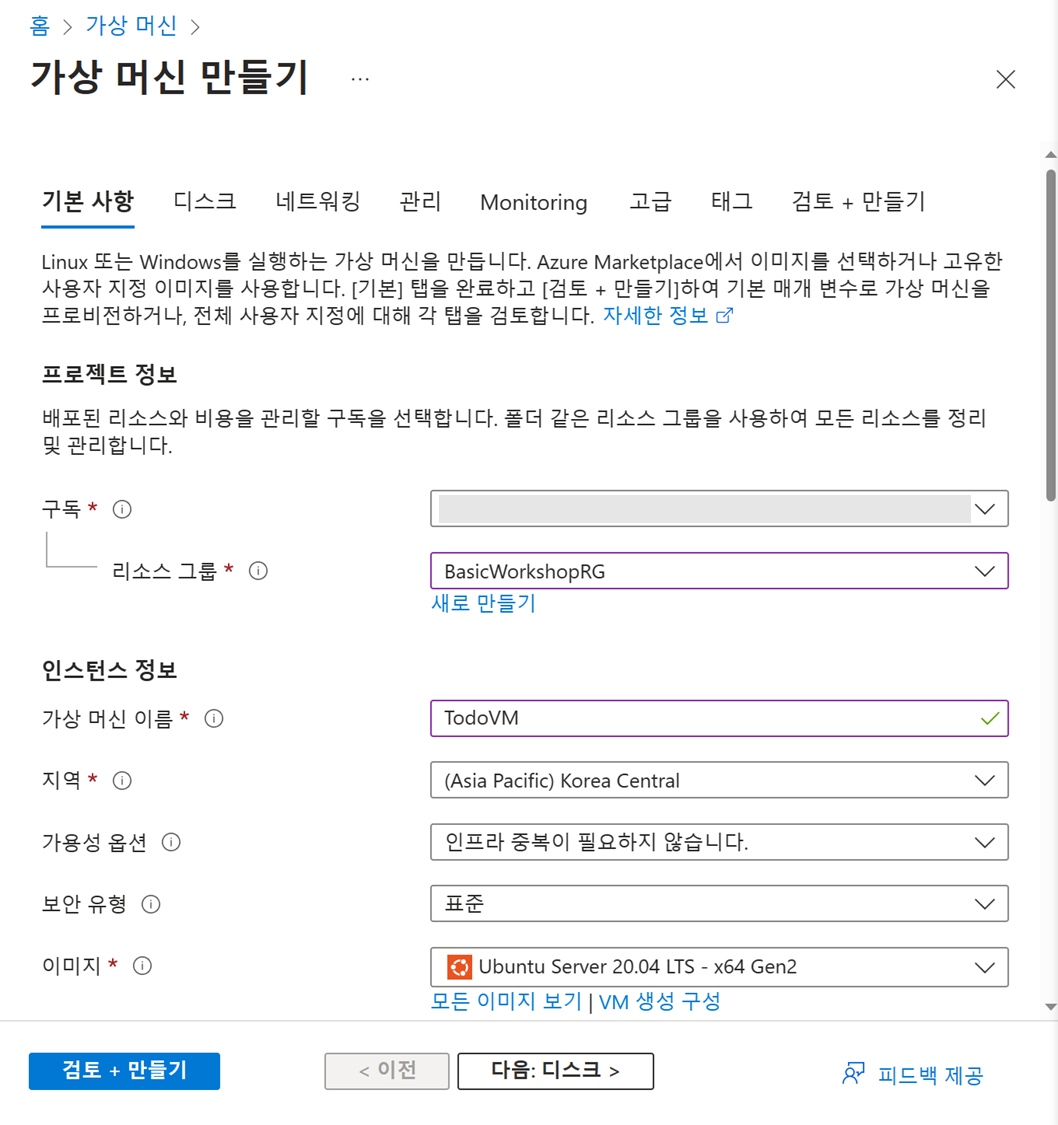 홈 > 가상 머신 >
가상 머신 만들기 ...
기본 사항 디스크 네트워킹 관리 Monitoring 고급 태그 검토 + 만들기
Linux 또는 Windows를 실행하는 가상 머신을 만듭니다. Azure Marketplace에서 이미지를 선택하거나 고유한
사용자 지정 이미지를 사용합니다. [기본] 탭을 완료하고 [검토 + 만들기]하여 기본 매개 변수로 가상 머신을
프로비전하거나, 전체 사용자 지정에 대해 각 탭을 검토합니다. 자세한 정보
프로젝트 정보
배포된 리소스와 비용을 관리할 구독을 선택합니다. 폴더 같은 리소스 그룹을 사용하여 모든 리소스를 정리
및 관리합니다.
구독 *
리소스 그룹 * BasicWorkshopRG
새로 만들기
인스턴스 정보
가상 머신 이름 * TodoVM
지역 * (Asia Pacific) Korea Central
가용성 옵션 인프라 중복이 필요하지 않습니다.
보안 유형 표준
이미지 * Ubuntu Server 20.04 LTS - x64 Gen2
모든 이미지 보기 | VM 생성 구성
검토 + 만들기 < 이전 다음: 디스크 > 피드백 제공